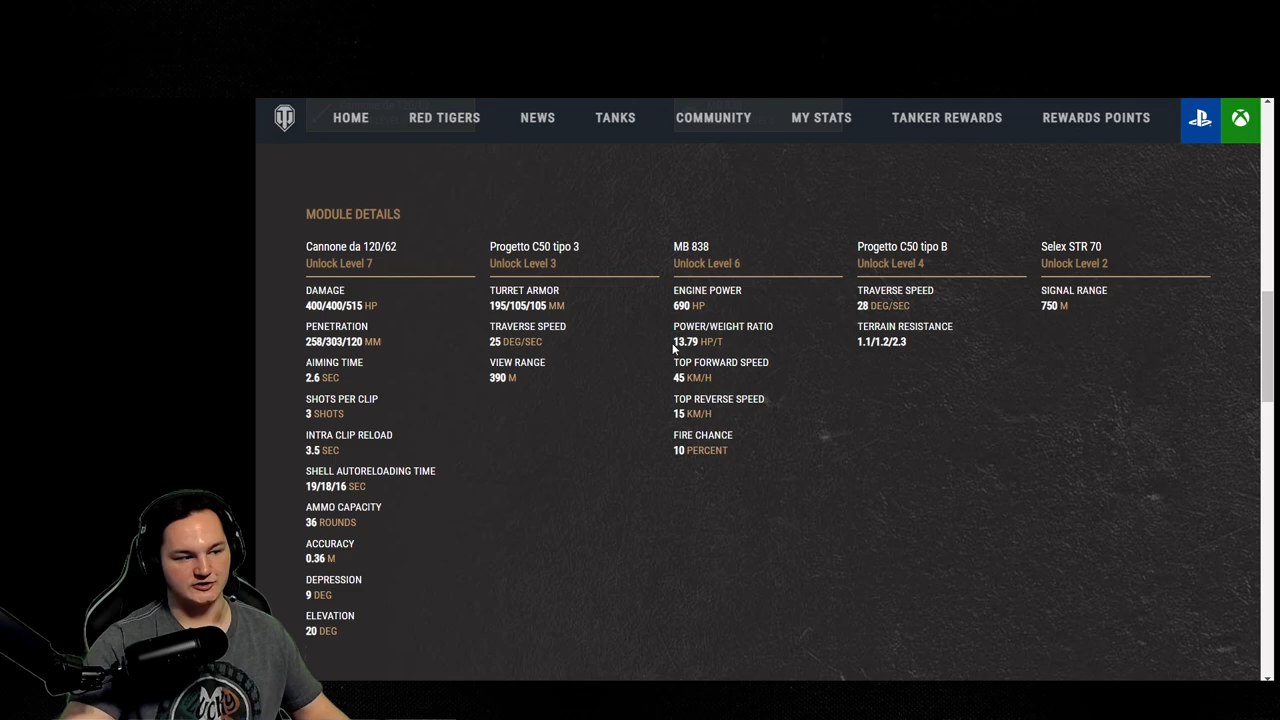 HOME RED TIGERS NEWS TANKS COMMUNITY MY STATS TANKER REWARDS REWARDS POINTS
MODULE DETAILS
Cannone da 120/62
Unlock Level 7
DAMAGE
400/400/515 HP
PENETRATION
258/303/120 MM
AIMING TIME
2.6 SEC
SHOTS PER CLIP
3 SHOTS
INTRA CLIP RELOAD
3.5 SEC
SHELL AUTORELOADING TIME
19/18/16 SEC
AMMO CAPACITY
36 ROUNDS
ACCURACY
0.36 M
DEPRESSION
9 DEG
ELEVATION
20 DEG
Progetto C50 tipo 3
Unlock Level 3
TURRET ARMOR
195/105/105 MM
TRAVERSE SPEED
25 DEG/SEC
VIEW RANGE
390 M
MB 838
Unlock Level 6
ENGINE POWER
690 HP
POWER/WEIGHT RATIO
13.79 HP/T
TOP FORWARD SPEED
45 KM/H
TOP REVERSE SPEED
15 KM/H
FIRE CHANCE
10 PERCENT
Progetto C50 tipo B
Unlock Level 4
TRAVERSE SPEED
28 DEG/SEC
TERRAIN RESISTANCE
1.1/1.2/2.3
Selex STR 70
Unlock Level 2
SIGNAL RANGE
750 M
Lucky